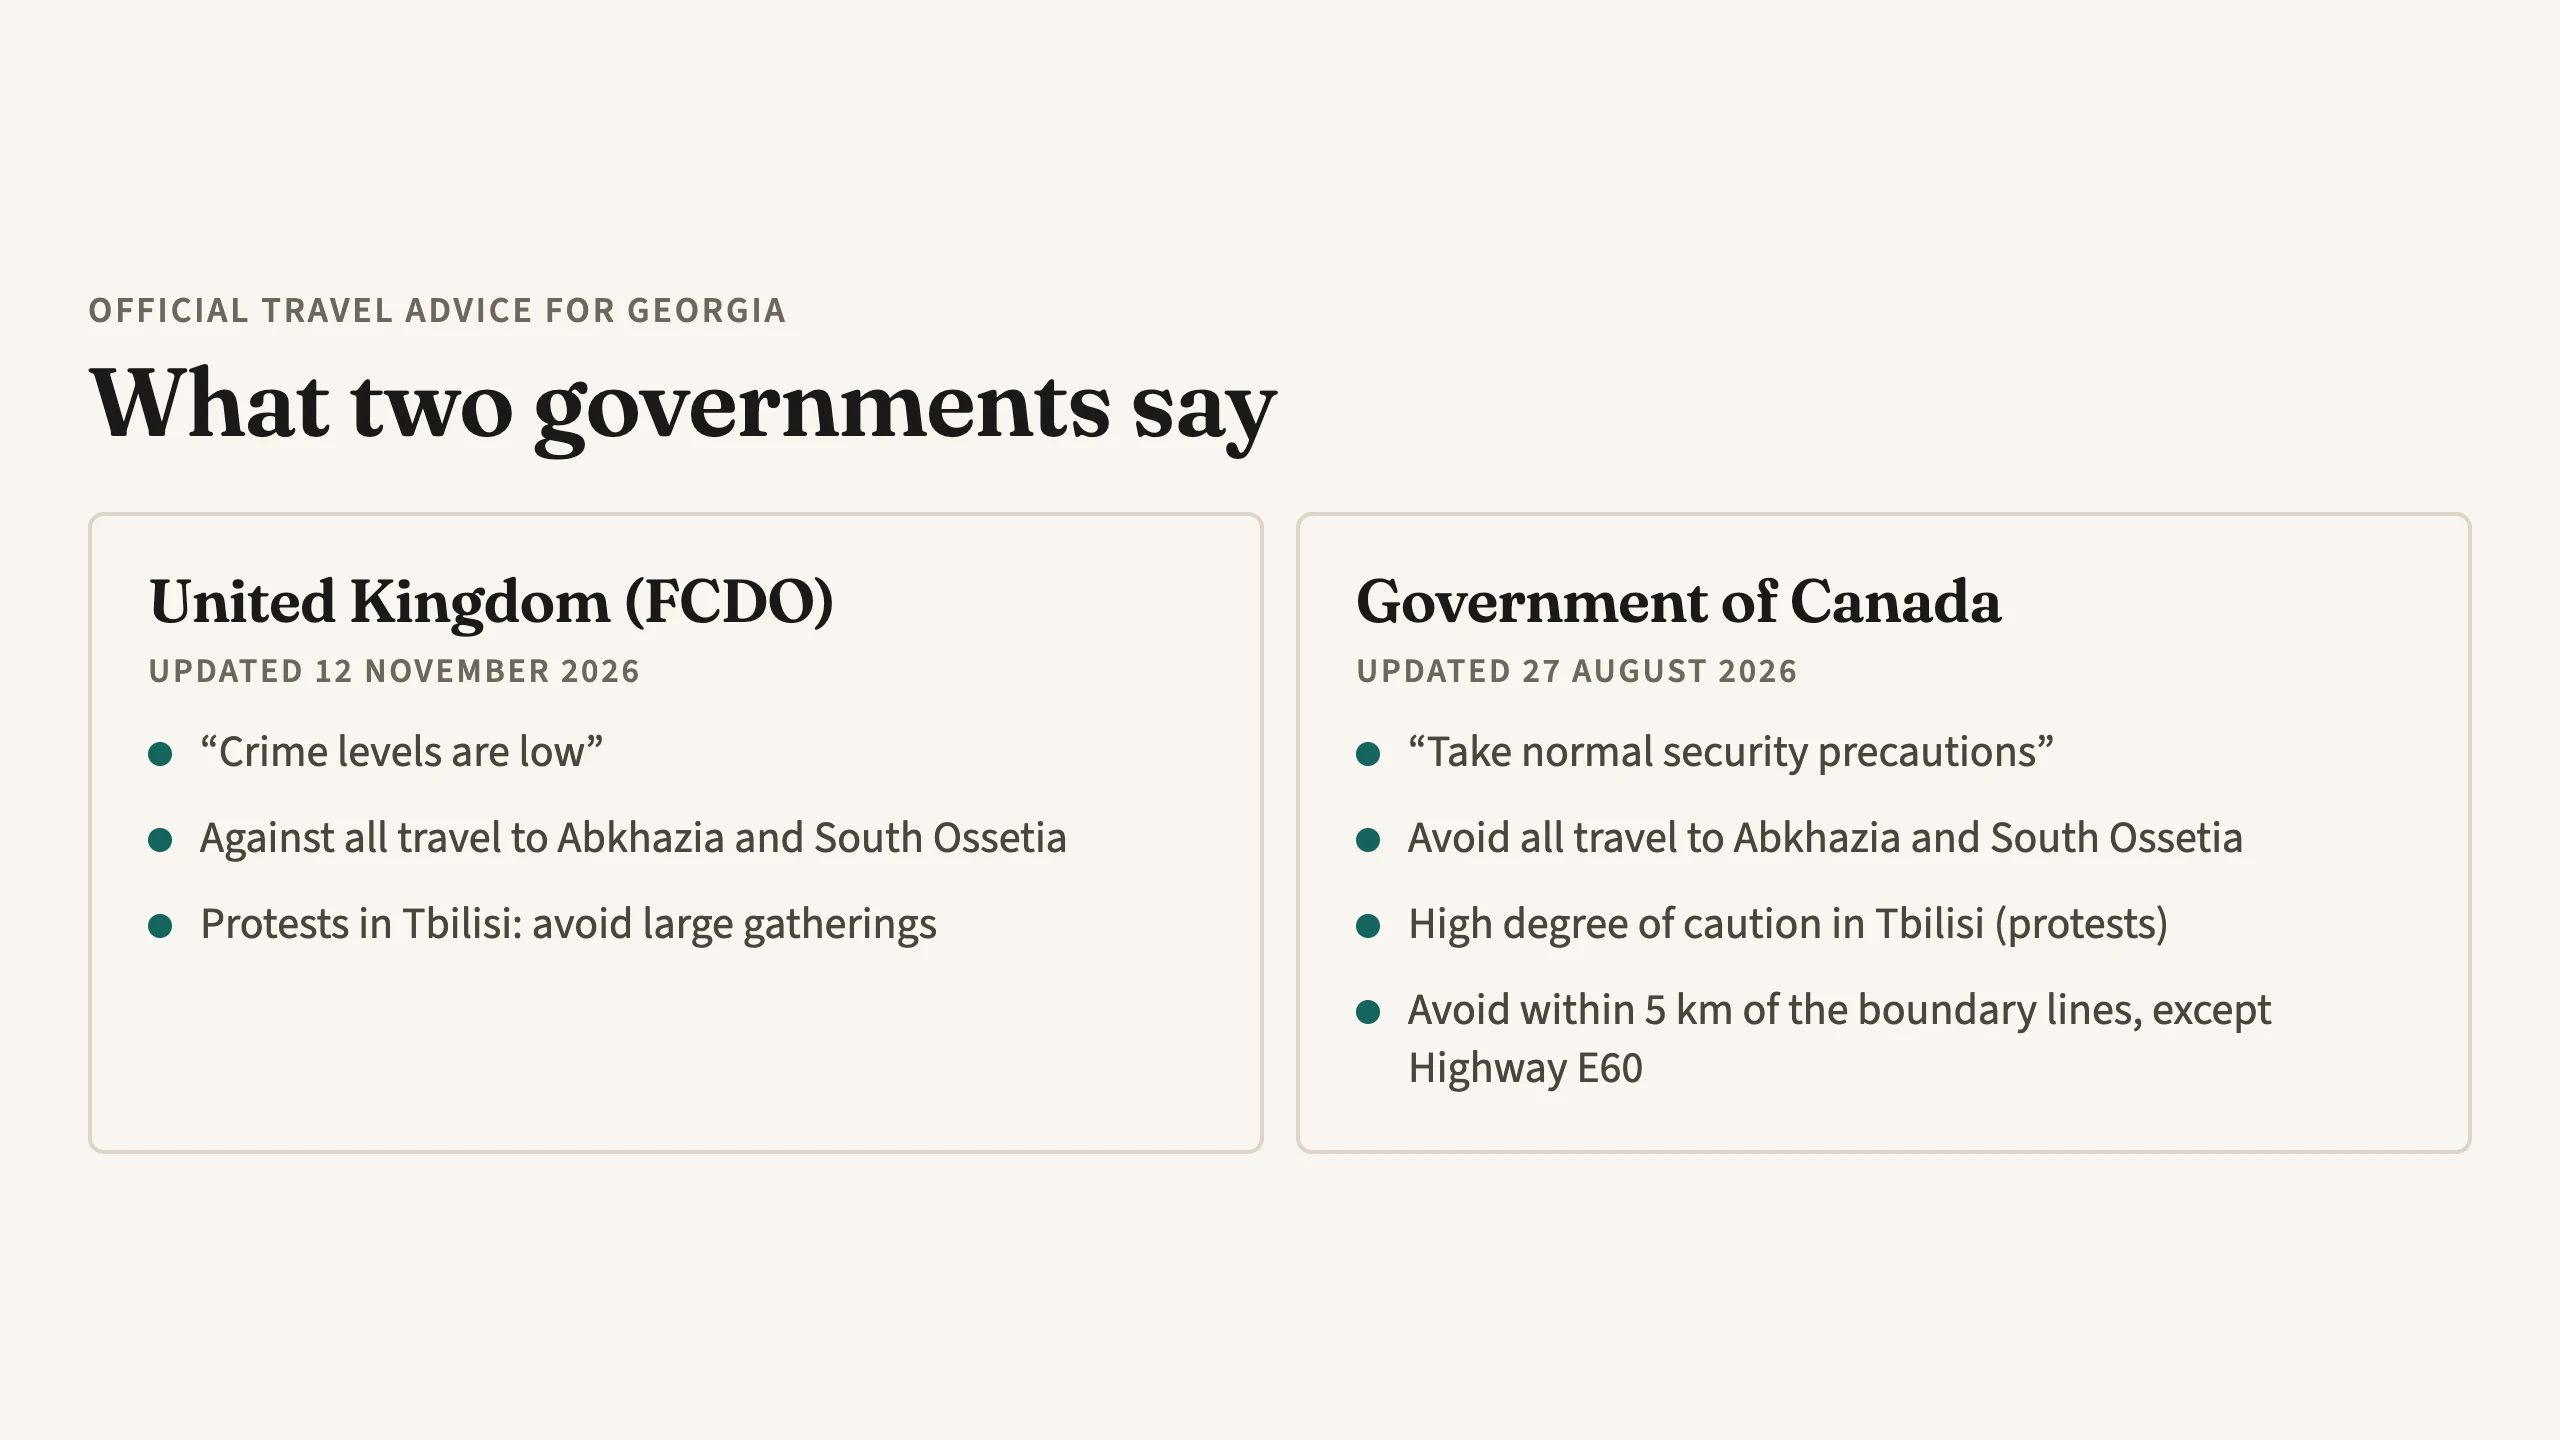 OFFICIAL TRAVEL ADVICE FOR GEORGIA
What two governments say
United Kingdom (FCDO)
UPDATED 12 NOVEMBER 2026
“Crime levels are low”
Against all travel to Abkhazia and South Ossetia
Protests in Tbilisi: avoid large gatherings
Government of Canada
UPDATED 27 AUGUST 2026
“Take normal security precautions”
Avoid all travel to Abkhazia and South Ossetia
High degree of caution in Tbilisi (protests)
Avoid within 5 km of the boundary lines, except
Highway E60